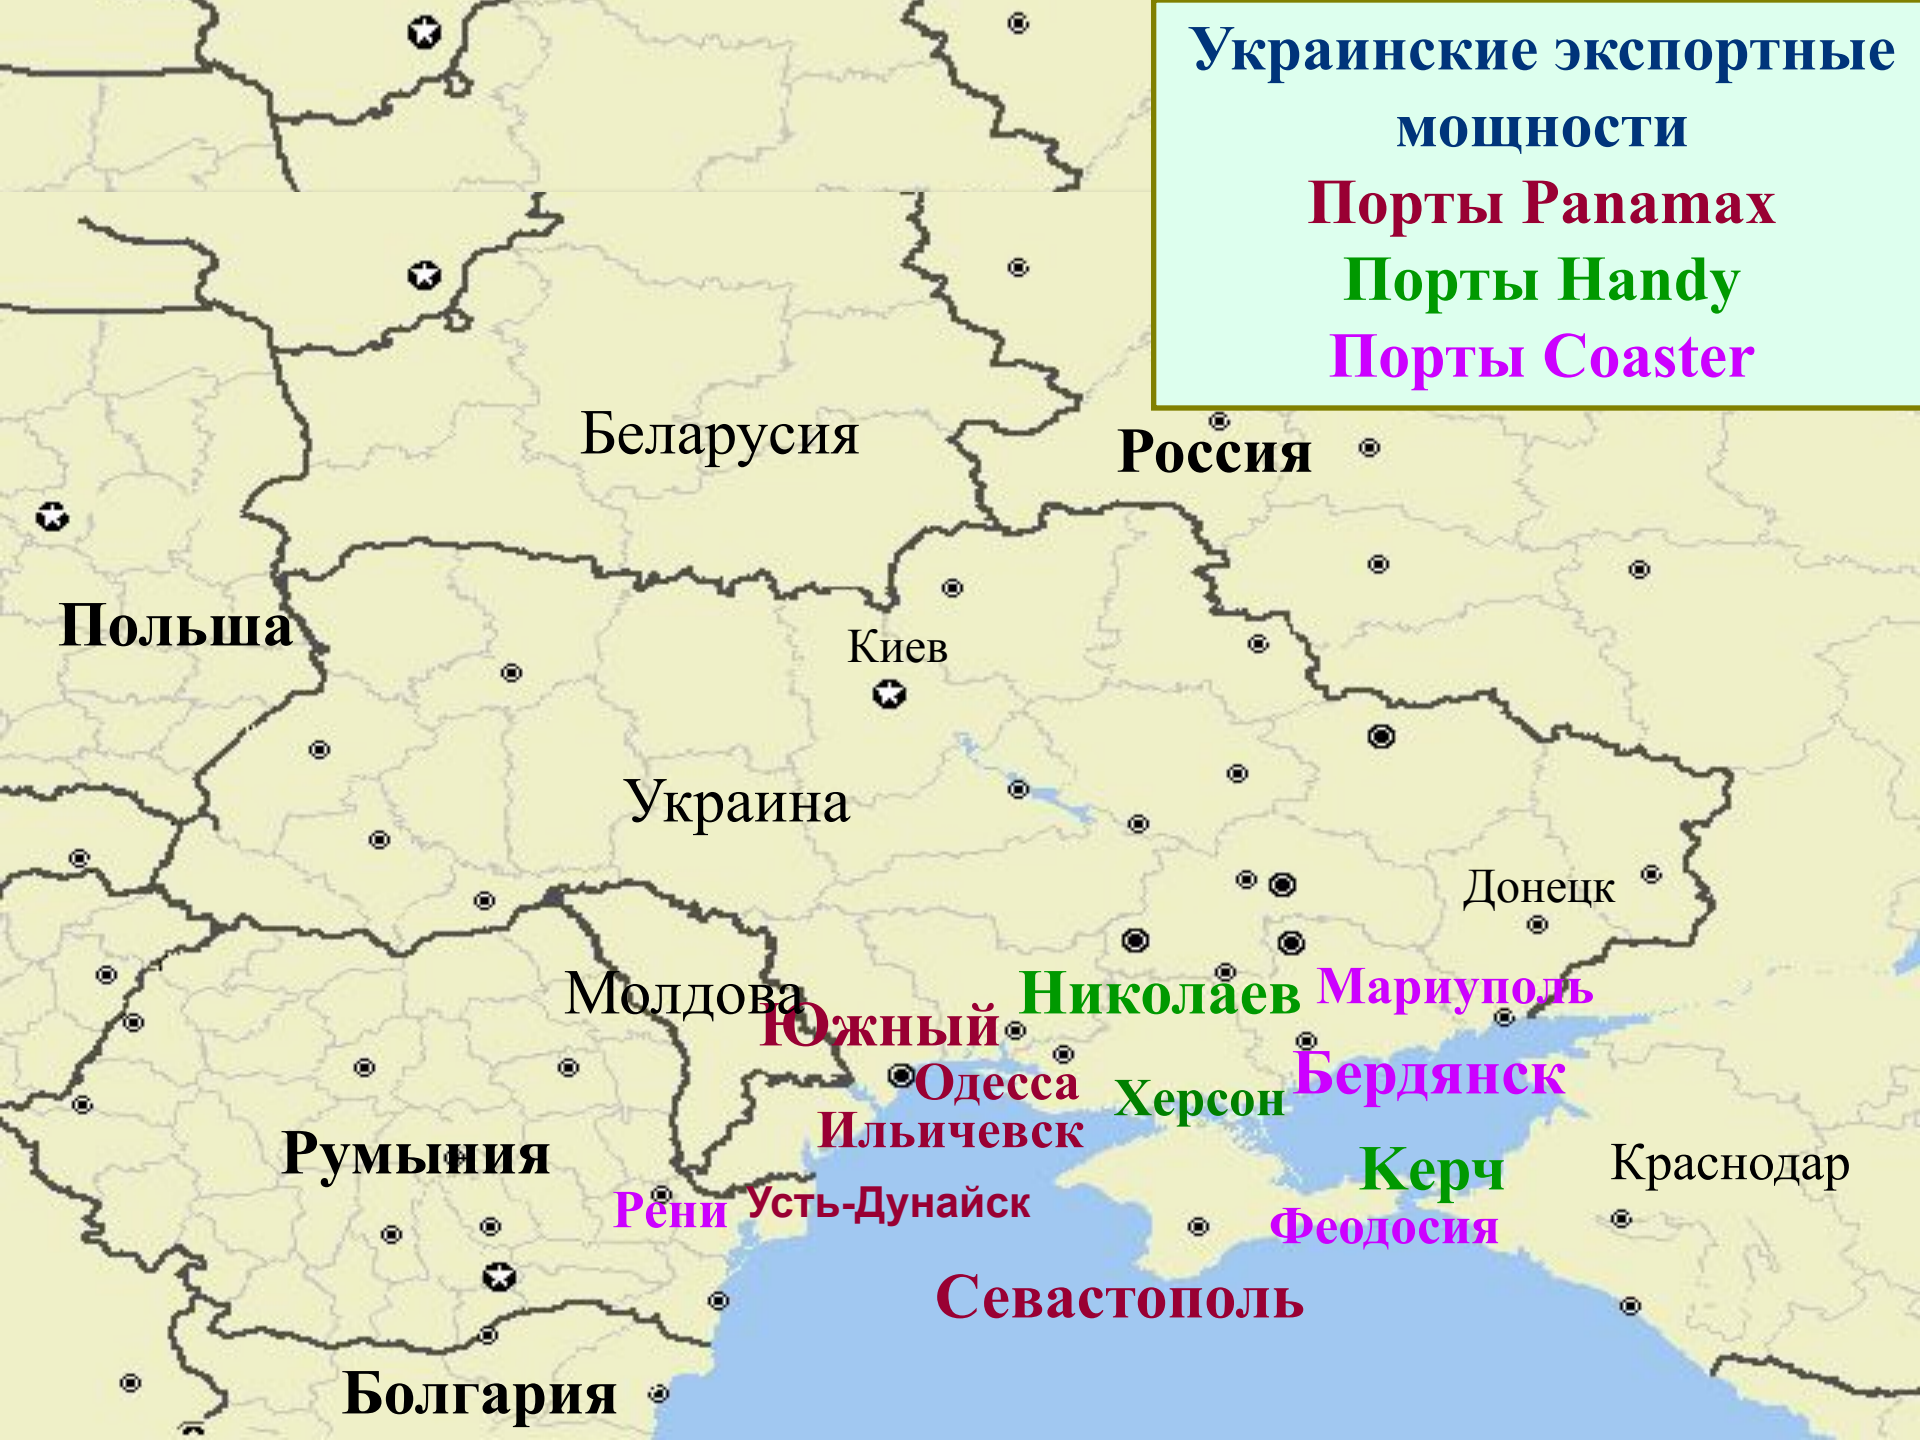 Украинские экспортные
мощности
Порты Panamax
Порты Handy
Порты Coaster
Беларусия
Россия
Польша
Киев
Украина
Донецк
Молдова
Южный
Николаев
Мариуполь
Одесса
Херсон
Бердянск
Ильичевск
Румыния
Керч
Краснодар
Рени
Усть-Дунайск
Феодосия
Севастополь
Болгария